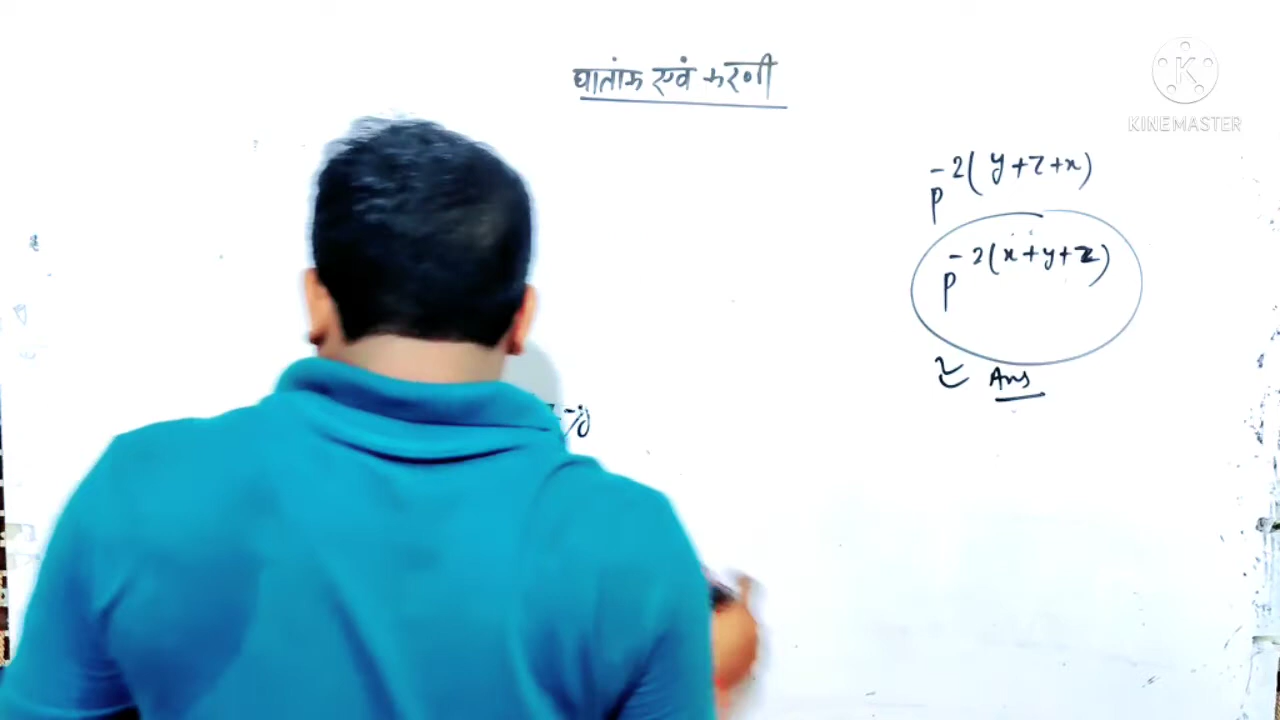 घातांक एवं करणी
KINEMASTER
p^-2(y+z+x)
p^-2(x+y+z)
Ans